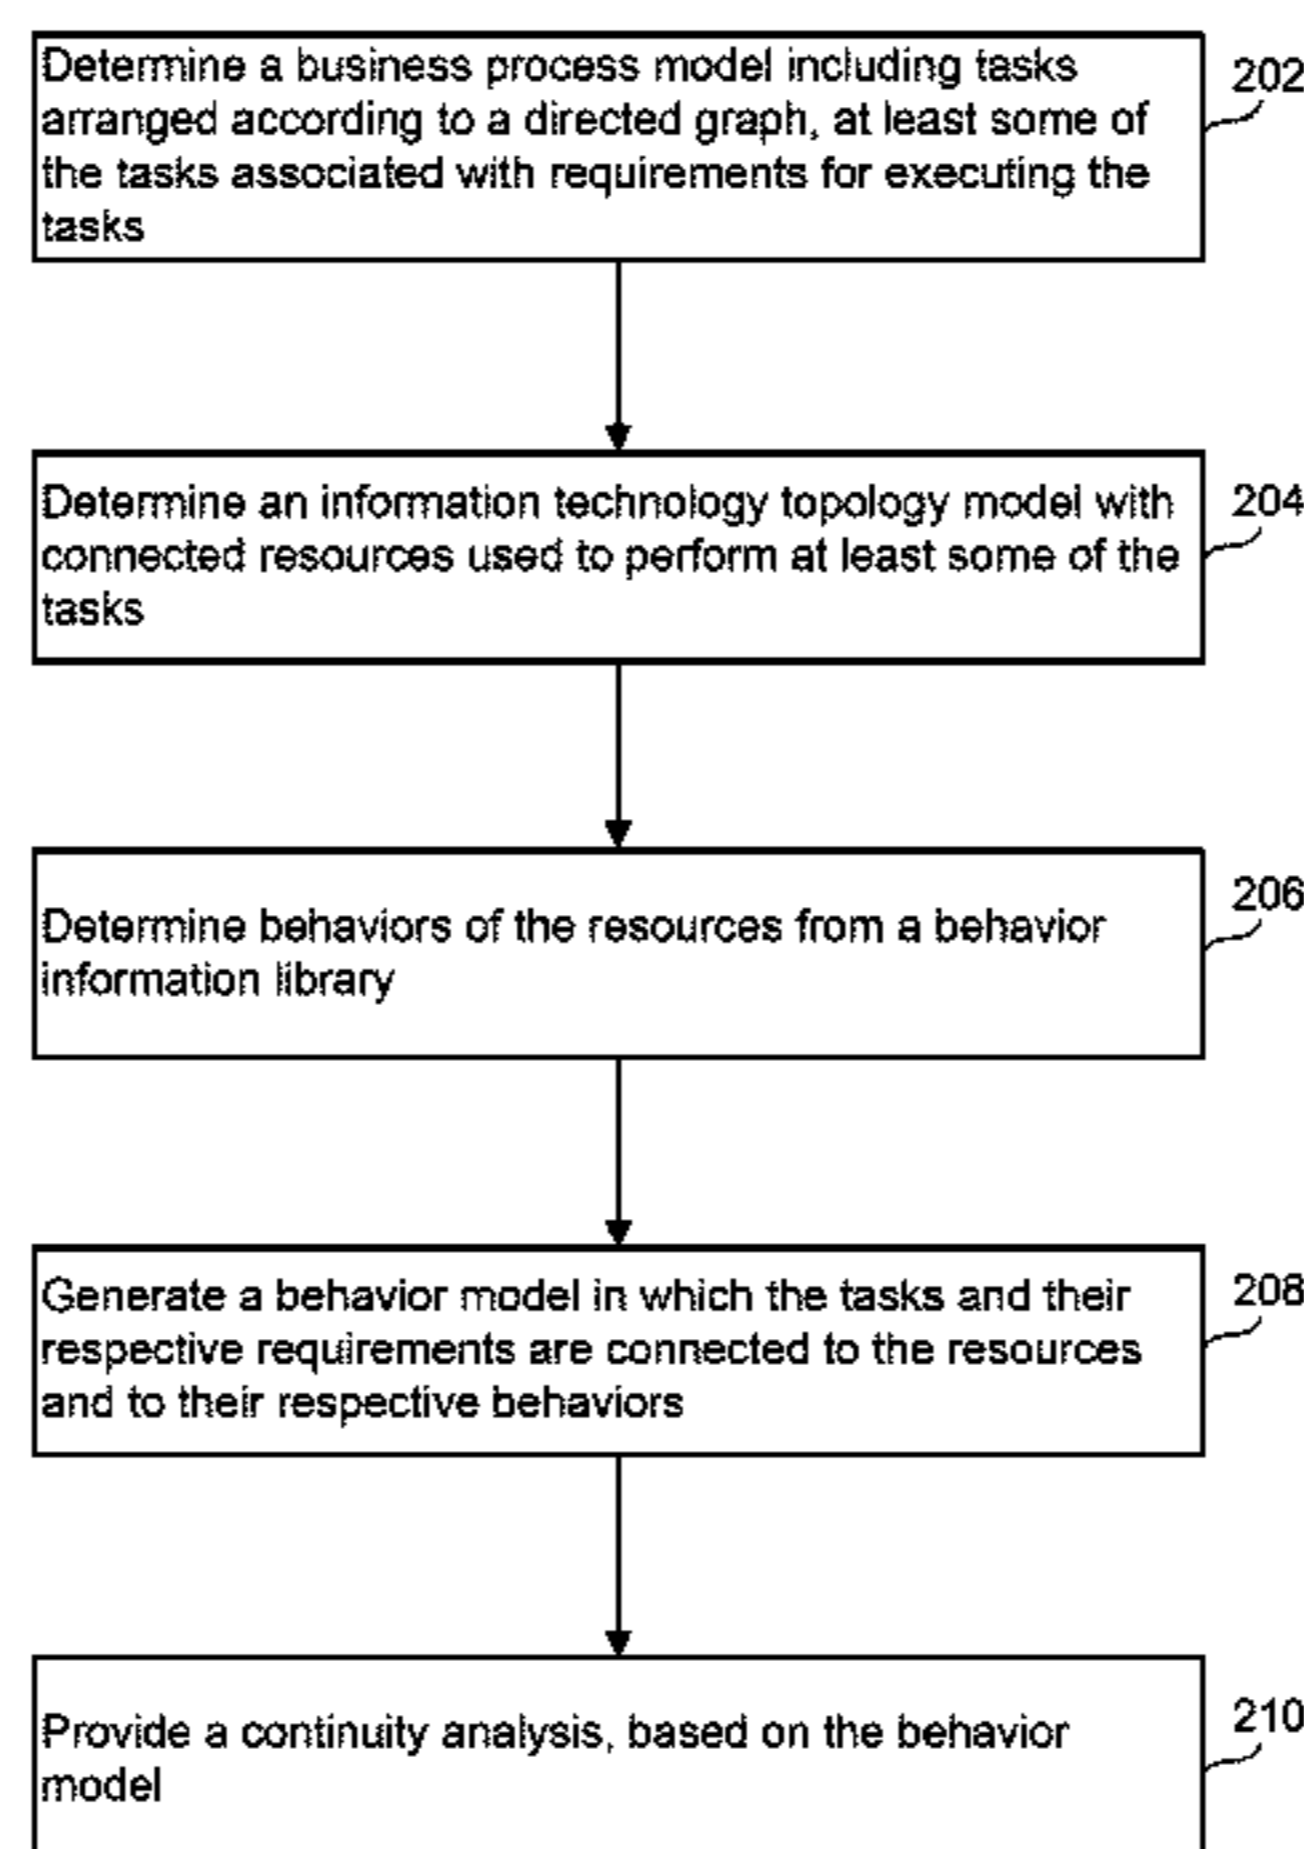 Determine a business process model including tasks
202
arranged according to a directed graph, at least some of
the tasks associated with requirements for executing the
tasks
Determine an information technology topology model with
204
connected resources used to perform at least some of the
tasks
206
Determine behaviors of the resources from a behavior
information library
Generate a behavior model in which the tasks and their
208
respective requirements are connected to the resources
and to their respective behaviors
210
Provide a continuity analysis, based on the behavior
model